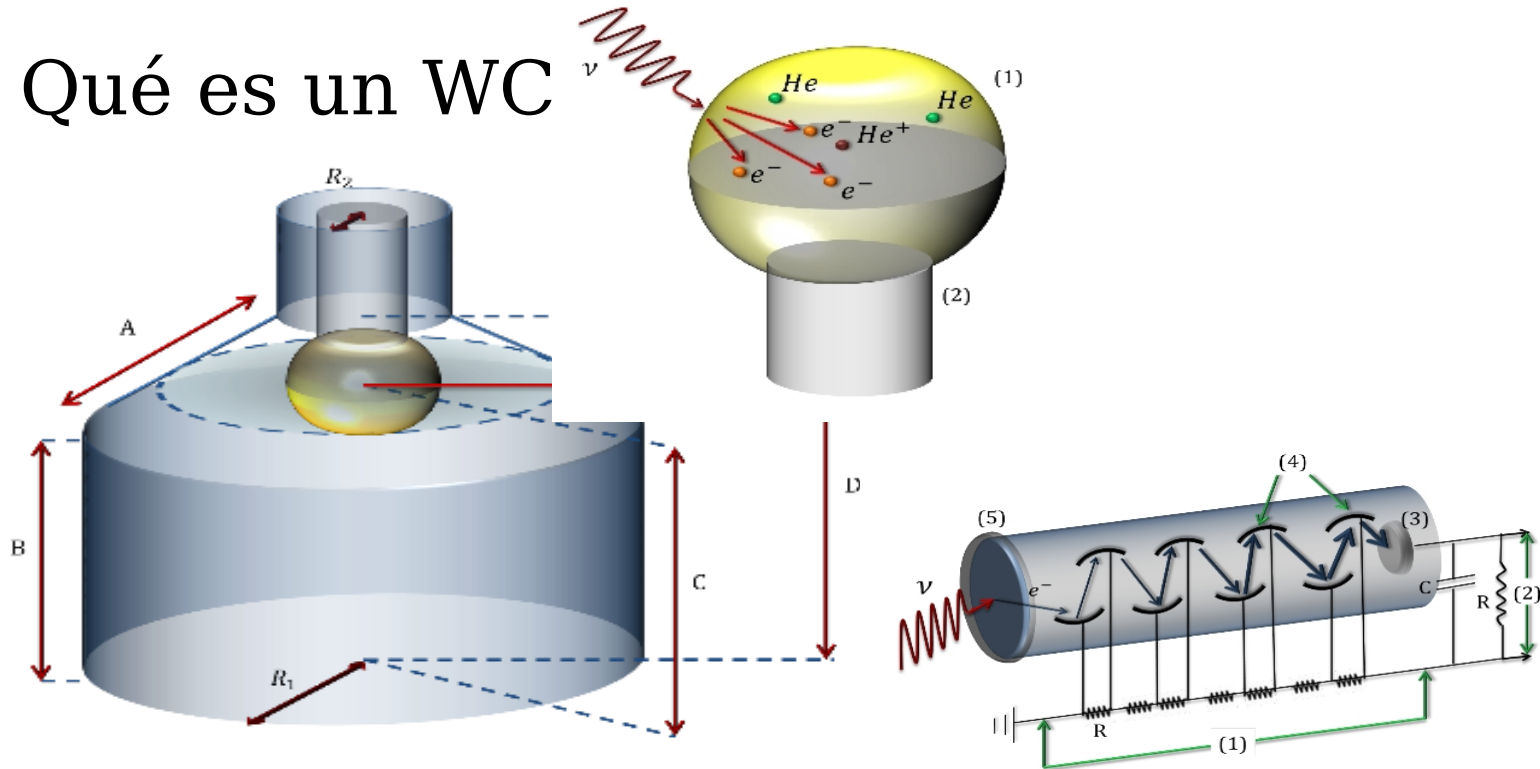 Qué es un WC
ν
He
(1)
He
e⁻
He⁺
e⁻
e⁻
(2)
R₂
A
B
C
D
R₁
(4)
(5)
(3)
ν
e⁻
C
R
(2)
R
(1)